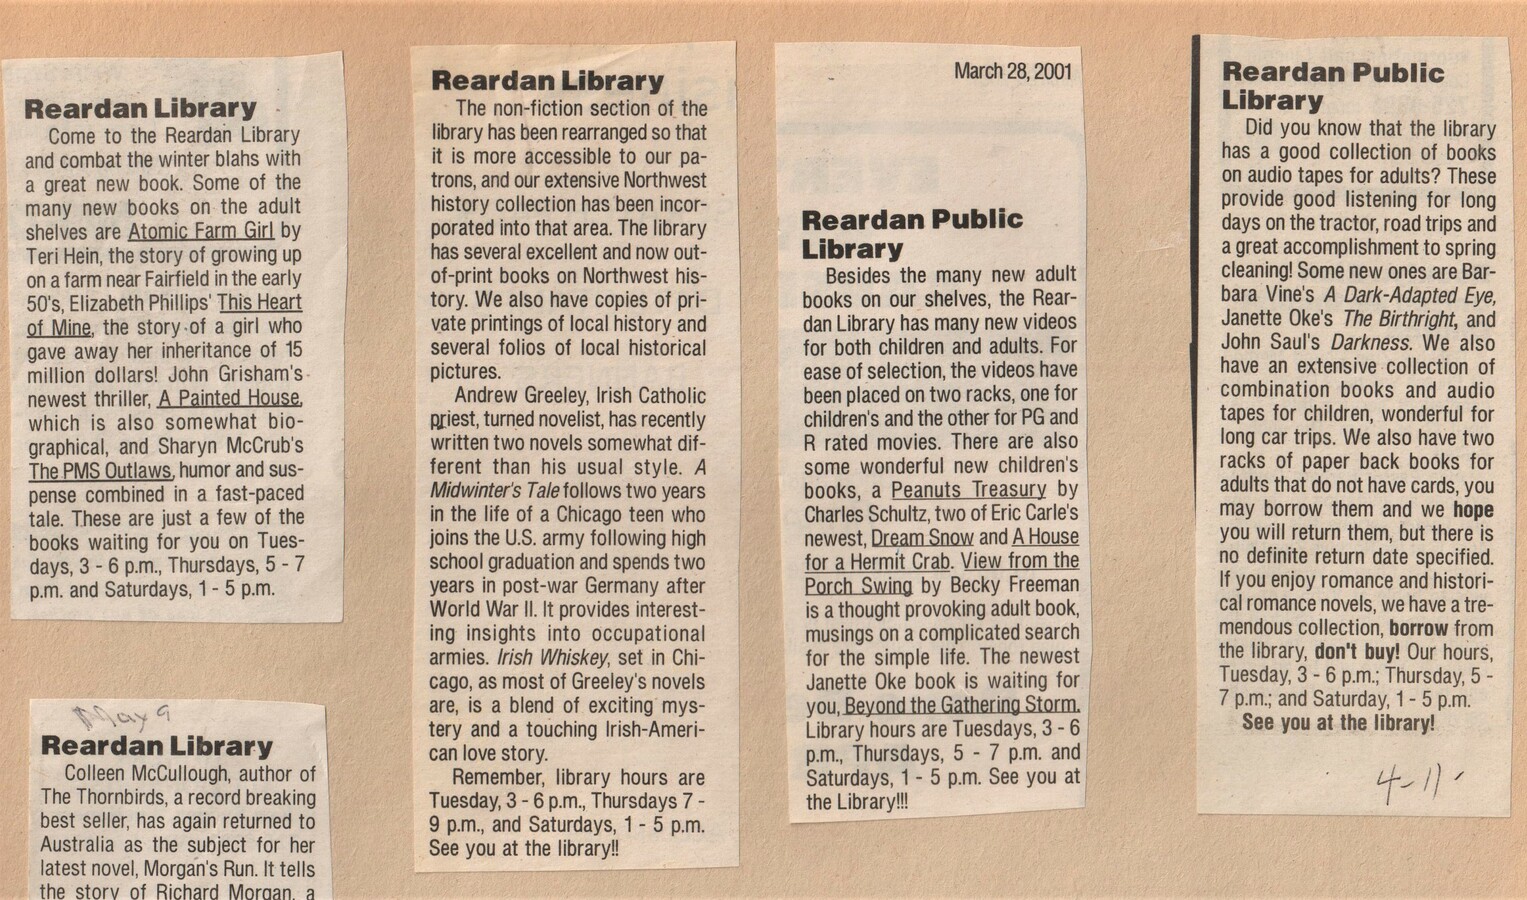 Reardan Library
Come to the Reardan Library
and combat the winter blahs with
a great new book. Some of the
many new books on the adult
shelves are Atomic Farm Girl by
Teri Hein, the story of growing up
on a farm near Fairfield in the early
50's, Elizabeth Phillips' This Heart
of Mine, the story of a girl who
gave away her inheritance of 15
million dollars! John Grisham's
newest thriller, A Painted House,
which is also somewhat bio-
graphical, and Sharyn McCrub's
The PMS Outlaws, humor and sus-
pense combined in a fast-paced
tale. These are just a few of the
books waiting for you on Tues-
days, 3 - 6 p.m., Thursdays, 5 - 7
p.m. and Saturdays, 1 - 5 p.m.
May 9
Reardan Library
Colleen McCullough, author of
The Thornbirds, a record breaking
best seller, has again returned to
Australia as the subject for her
latest novel, Morgan's Run. It tells
the story of Richard Morgan, a
Reardan Library
The non-fiction section of the
library has been rearranged so that
it is more accessible to our pa-
trons, and our extensive Northwest
history collection has been incor-
porated into that area. The library
has several excellent and now out-
of-print books on Northwest his-
tory. We also have copies of pri-
vate printings of local history and
several folios of local historical
pictures.
Andrew Greeley, Irish Catholic
priest, turned novelist, has recently
written two novels somewhat dif-
ferent than his usual style. A
Midwinter's Tale follows two years
in the life of a Chicago teen who
joins the U.S. army following high
school graduation and spends two
years in post-war Germany after
World War II. It provides interest-
ing insights into occupational
armies. Irish Whiskey, set in Chi-
cago, as most of Greeley's novels
are, is a blend of exciting mys-
tery and a touching Irish-Ameri-
can love story.
Remember, library hours are
Tuesday, 3 - 6 p.m., Thursdays 7 -
9 p.m., and Saturdays, 1 - 5 p.m.
See you at the library!!
March 28, 2001
Reardan Public
Library
Besides the many new adult
books on our shelves, the Rear-
dan Library has many new videos
for both children and adults. For
ease of selection, the videos have
been placed on two racks, one for
children's and the other for PG and
R rated movies. There are also
some wonderful new children's
books, a Peanuts Treasury by
Charles Schultz, two of Eric Carle's
newest, Dream Snow and A House
for a Hermit Crab. View from the
Porch Swing by Becky Freeman
is a thought provoking adult book,
musings on a complicated search
for the simple life. The newest
Janette Oke book is waiting for
you, Beyond the Gathering Storm.
Library hours are Tuesdays, 3 - 6
p.m., Thursdays, 5 - 7 p.m. and
Saturdays, 1 - 5 p.m. See you at
the Library!!!
Reardan Public
Library
Did you know that the library
has a good collection of books
on audio tapes for adults? These
provide good listening for long
days on the tractor, road trips and
a great accomplishment to spring
cleaning! Some new ones are Bar-
bara Vine's A Dark-Adapted Eye,
Janette Oke's The Birthright, and
John Saul's Darkness. We also
have an extensive collection of
combination books and audio
tapes for children, wonderful for
long car trips. We also have two
racks of paper back books for
adults that do not have cards, you
may borrow them and we hope
you will return them, but there is
no definite return date specified.
If you enjoy romance and histori-
cal romance novels, we have a tre-
mendous collection, borrow from
the library, don't buy! Our hours,
Tuesday, 3 - 6 p.m.; Thursday, 5 -
7 p.m.; and Saturday, 1 - 5 p.m.
See you at the library!
4-11-